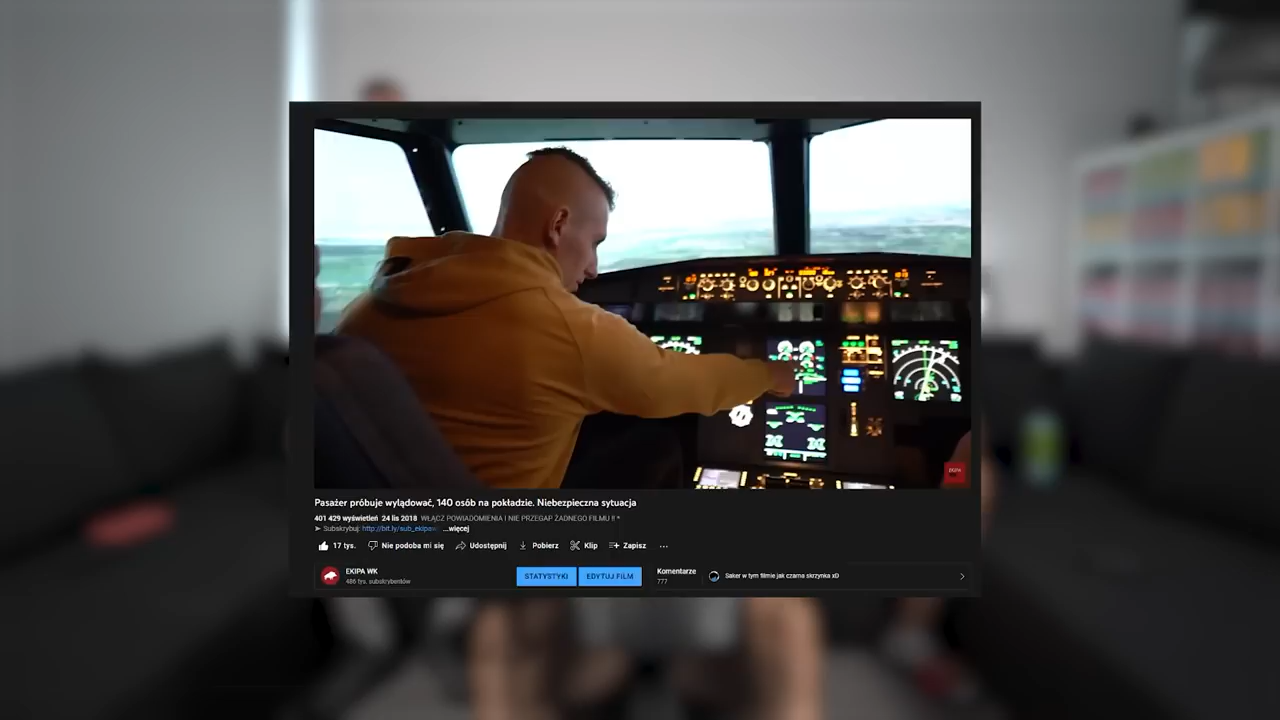 Pasażer próbuje wylądować, 140 osób na pokładzie. Niebezpieczna sytuacja
401 429 wyświetleń 24 lis 2018 WŁĄCZ POWIADOMIENIA I NIE PRZEGAP ŻADNEGO FILMU !! *
➤ Subskrybuj: http://bit.ly/sub_ekipaw ...więcej
17 tys. Nie podoba mi się Udostępnij Pobierz Klip Zapisz ...
EKIPA WK
486 tys. subskrybentów
STATYSTYKI EDYTUJ FILM
Komentarze
777
Saker w tym filmie jak czarna skrzynka xD